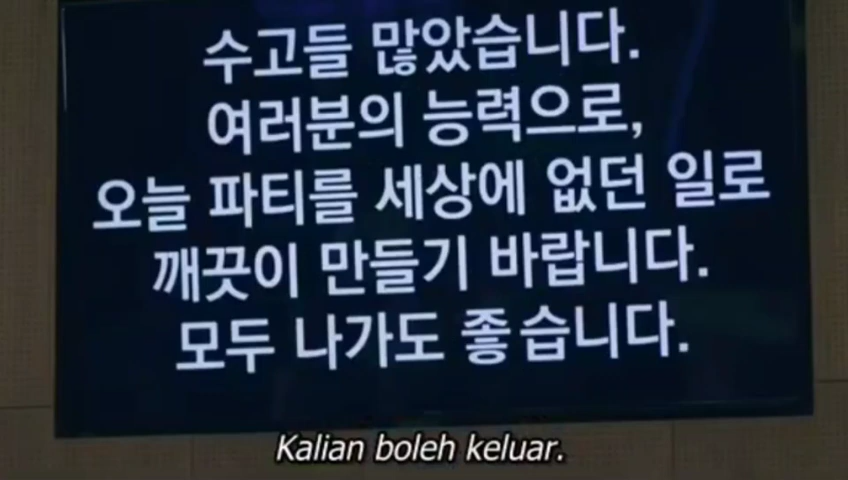 수고들 많았습니다.
여러분의 능력으로,
오늘 파티를 세상에 없던 일로
깨끗이 만들기 바랍니다.
모두 나가도 좋습니다.
Kalian boleh keluar.